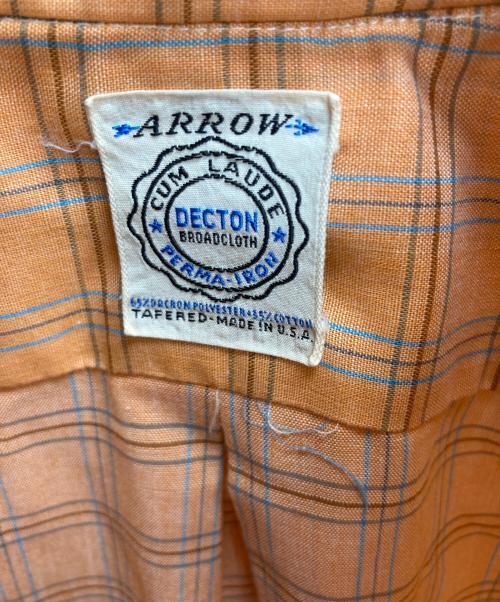 ARROW
CUM LAUDE
DECTON
BROADCLOTH
PERMA-IRON
65% DACRON POLYESTER • 35% COTTON
TAPERED-MADE IN U.S.A.